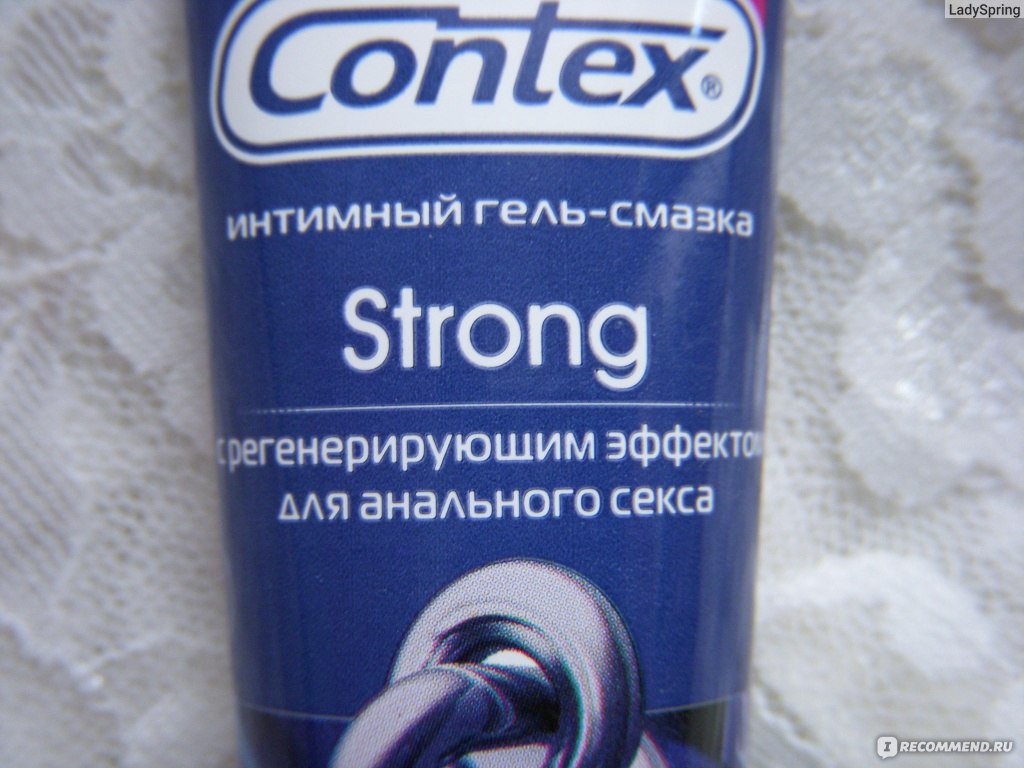 LadySpring
Contex®
интимный гель-смазка
Strong
с регенерирующим эффектом
для анального секса
IRECOMMEND.RU